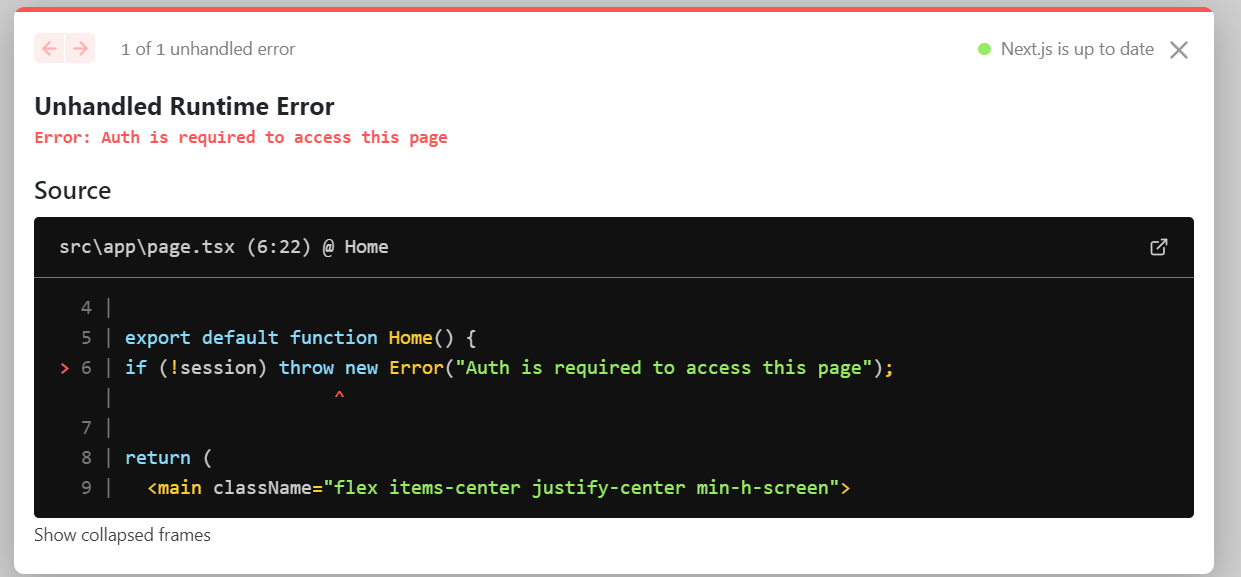 1 of 1 unhandled error
Next.js is up to date
Unhandled Runtime Error
Error: Auth is required to access this page
Source
src\app\page.tsx (6:22) @ Home
4 |
5 | export default function Home() {
> 6 | if (!session) throw new Error("Auth is required to access this page");
| ^
7 |
8 | return (
9 | <main className="flex items-center justify-center min-h-screen">
Show collapsed frames